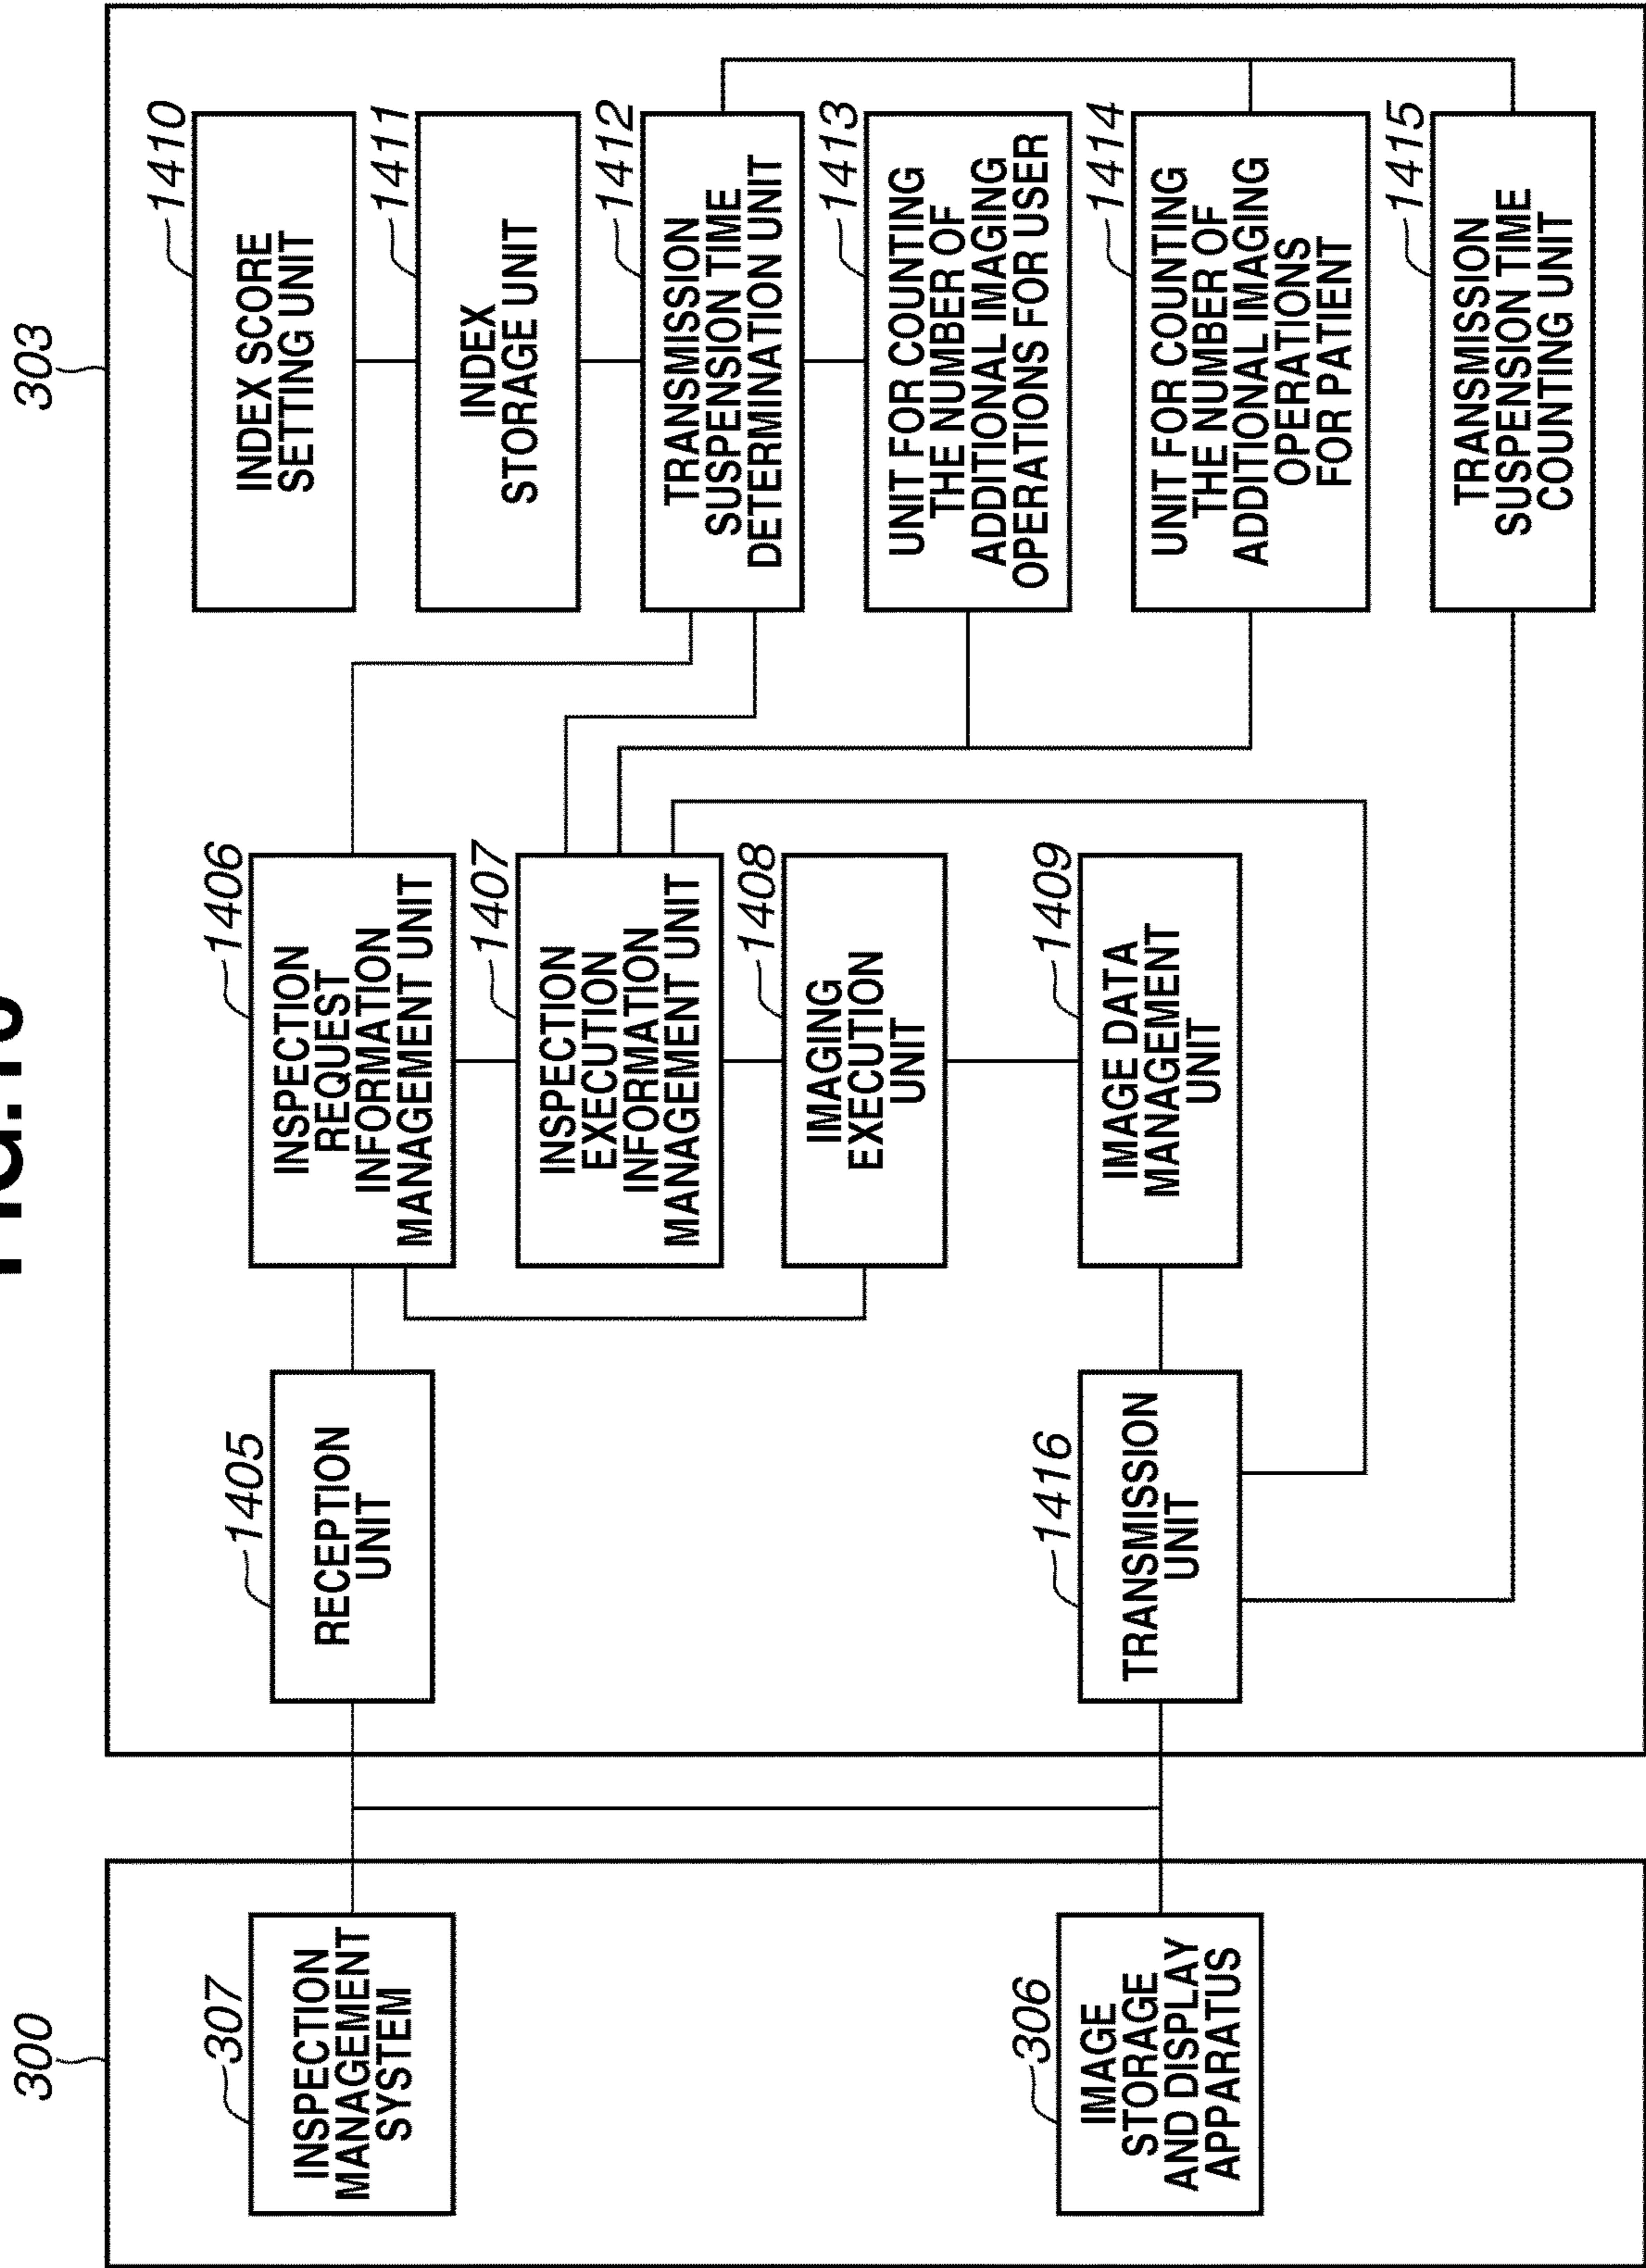 300
307
INSPECTION
MANAGEMENT
SYSTEM
306
IMAGE
STORAGE
AND DISPLAY
APPARATUS
303
1405
RECEPTION
UNIT
1416
TRANSMISSION
UNIT
1406
INSPECTION
REQUEST
INFORMATION
MANAGEMENT UNIT
1407
INSPECTION
EXECUTION
INFORMATION
MANAGEMENT UNIT
1408
IMAGING
EXECUTION
UNIT
1409
IMAGE DATA
MANAGEMENT
UNIT
1410
INDEX SCORE
SETTING UNIT
1411
INDEX
STORAGE UNIT
1412
TRANSMISSION
SUSPENSION TIME
DETERMINATION UNIT
1413
UNIT FOR COUNTING
THE NUMBER OF
ADDITIONAL IMAGING
OPERATIONS FOR USER
1414
UNIT FOR COUNTING
THE NUMBER OF
ADDITIONAL IMAGING
OPERATIONS
FOR PATIENT
1415
TRANSMISSION
SUSPENSION TIME
COUNTING UNIT